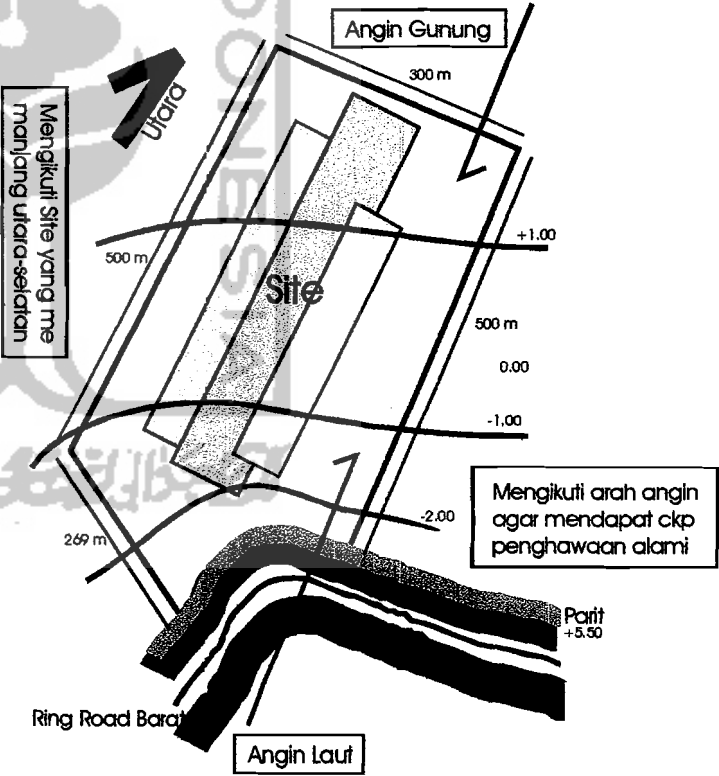 Angin Gunung
300 m
Utara
Mengikuti Site yang me
manjang utara-selatan
+1.00
500 m
Site
500 m
0.00
-1.00
Mengikuti arah angin
agar mendapat ckp
penghawaan alami
-2.00
269 m
Parit
+5.50
Ring Road Barat
Angin Laut